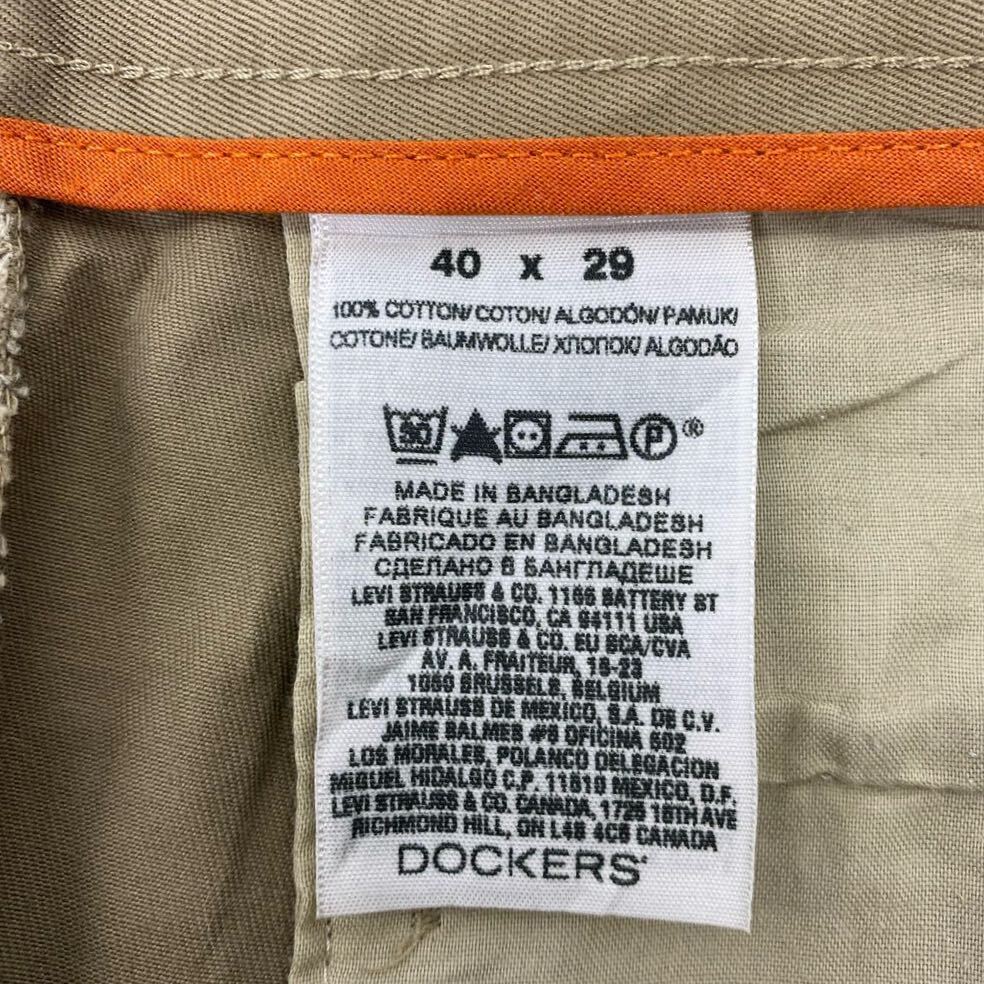 40 x 29
100% COTTON/ COTON/ ALGODÓN/ PAMUK/
COTONE/ BAUMWOLLE/ ХЛОПОК/ ALGODÃO
30 P ®
MADE IN BANGLADESH
FABRIQUE AU BANGLADESH
FABRICADO EN BANGLADESH
СДЕЛАНО В БАНГЛАДЕШЕ
LEVI STRAUSS & CO. 1155 BATTERY ST
SAN FRANCISCO, CA 94111 USA
LEVI STRAUSS & CO. EU SCA/CVA
AV. A. FRAITEUR, 15-23
1050 BRUSSELS, BELGIUM
LEVI STRAUSS DE MEXICO, S.A. DE C.V.
JAIME BALMES #8 OFICINA 602
LOS MORALES, POLANCO DELEGACION
MIGUEL HIDALGO C.P. 11510 MEXICO, D.F.
LEVI STRAUSS & CO. CANADA, 1725 16TH AVE
RICHMOND HILL, ON L4B 4C6 CANADA
DOCKERS®